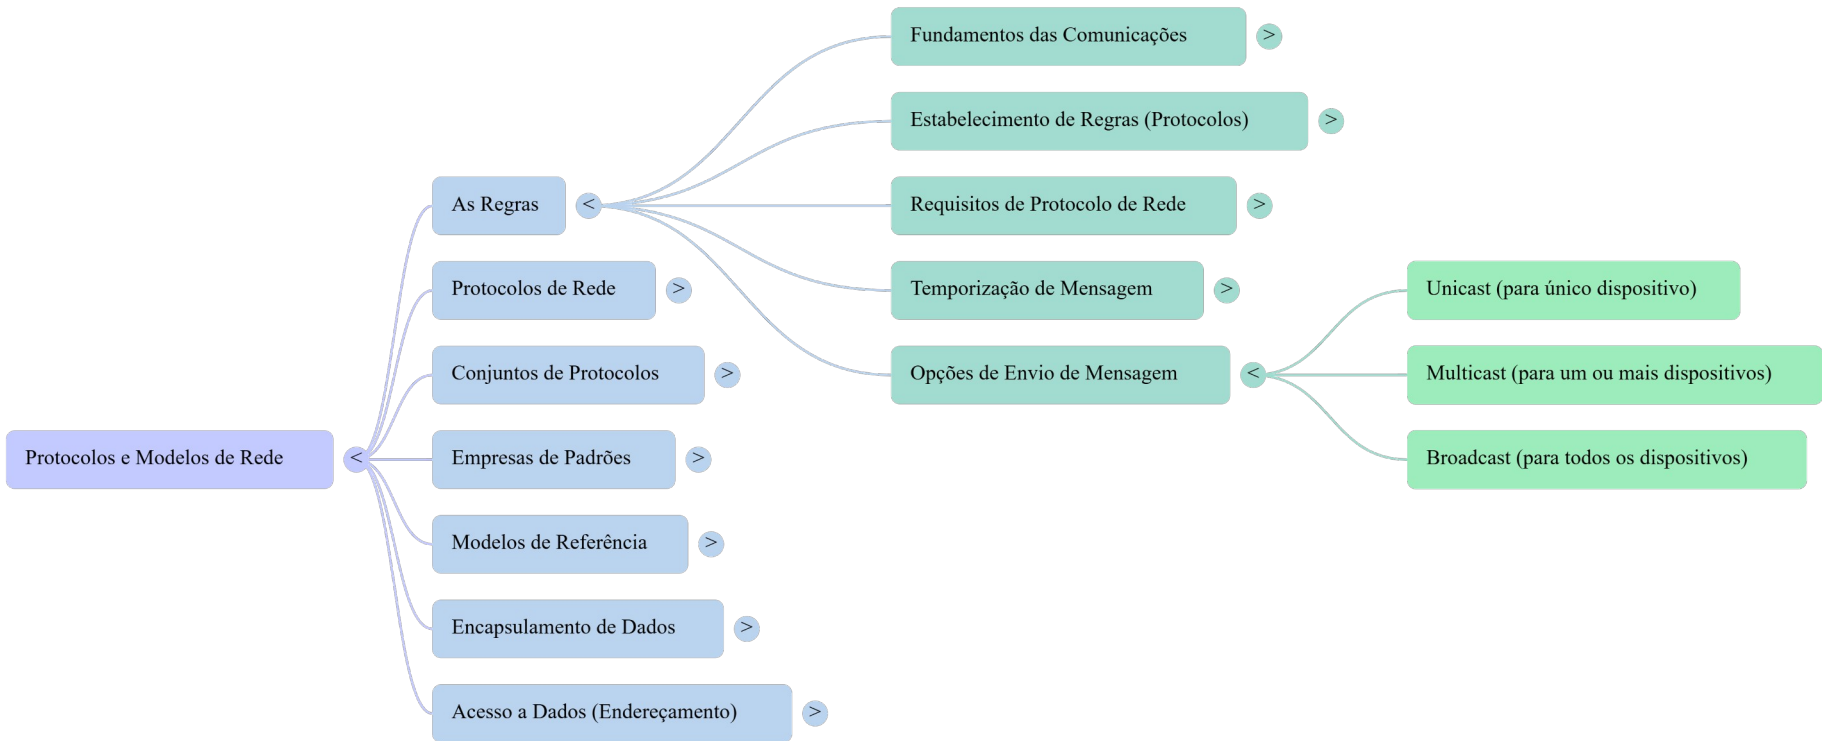 Protocolos e Modelos de Rede
<
As Regras
<
Protocolos de Rede
>
Conjuntos de Protocolos
>
Empresas de Padrões
>
Modelos de Referência
>
Encapsulamento de Dados
>
Acesso a Dados (Endereçamento)
>
Fundamentos das Comunicações
>
Estabelecimento de Regras (Protocolos)
>
Requisitos de Protocolo de Rede
>
Temporização de Mensagem
>
Opções de Envio de Mensagem
<
Unicast (para único dispositivo)
Multicast (para um ou mais dispositivos)
Broadcast (para todos os dispositivos)